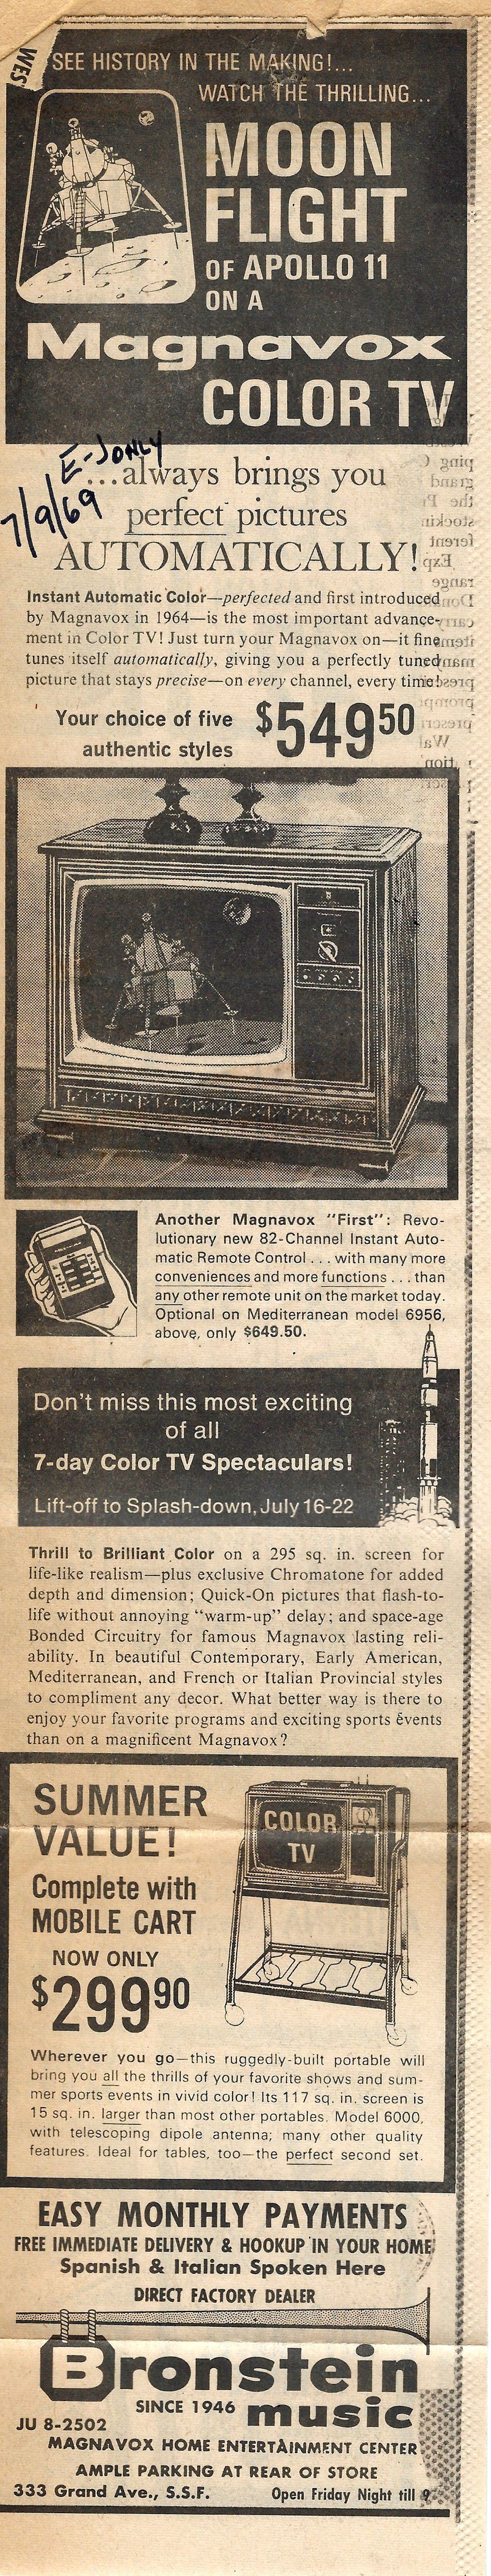 WES
SEE HISTORY IN THE MAKING!...
WATCH THE THRILLING...
MOON
FLIGHT
OF APOLLO 11
ON A
Magnavox
COLOR TV
E-J ONLY
7/9/69
...always brings you
perfect pictures
AUTOMATICALLY!
Instant Automatic Color—perfected and first introduced
by Magnavox in 1964—is the most important advance-
ment in Color TV! Just turn your Magnavox on—it fine
tunes itself automatically, giving you a perfectly tuned
picture that stays precise—on every channel, every time!
Your choice of five
authentic styles
$54950
Another Magnavox "First": Revo-
lutionary new 82-Channel Instant Auto-
matic Remote Control . . . with many more
conveniences and more functions . . . than
any other remote unit on the market today.
Optional on Mediterranean model 6956,
above, only $649.50.
Don't miss this most exciting
of all
7-day Color TV Spectaculars!
Lift-off to Splash-down, July 16-22
Thrill to Brilliant Color on a 295 sq. in. screen for
life-like realism—plus exclusive Chromatone for added
depth and dimension; Quick-On pictures that flash-to-
life without annoying "warm-up" delay; and space-age
Bonded Circuitry for famous Magnavox lasting reli-
ability. In beautiful Contemporary, Early American,
Mediterranean, and French or Italian Provincial styles
to compliment any decor. What better way is there to
enjoy your favorite programs and exciting sports events
than on a magnificent Magnavox?
SUMMER
VALUE!
Complete with
MOBILE CART
NOW ONLY
$29990
COLOR
TV
Wherever you go—this ruggedly-built portable will
bring you all the thrills of your favorite shows and sum-
mer sports events in vivid color! Its 117 sq. in. screen is
15 sq. in. larger than most other portables. Model 6000,
with telescoping dipole antenna; many other quality
features. Ideal for tables, too—the perfect second set.
EASY MONTHLY PAYMENTS
FREE IMMEDIATE DELIVERY & HOOKUP IN YOUR HOME
Spanish & Italian Spoken Here
DIRECT FACTORY DEALER
Bronstein
SINCE 1946 music
JU 8-2502
MAGNAVOX HOME ENTERTAINMENT CENTER
AMPLE PARKING AT REAR OF STORE
333 Grand Ave., S.S.F. Open Friday Night till 9